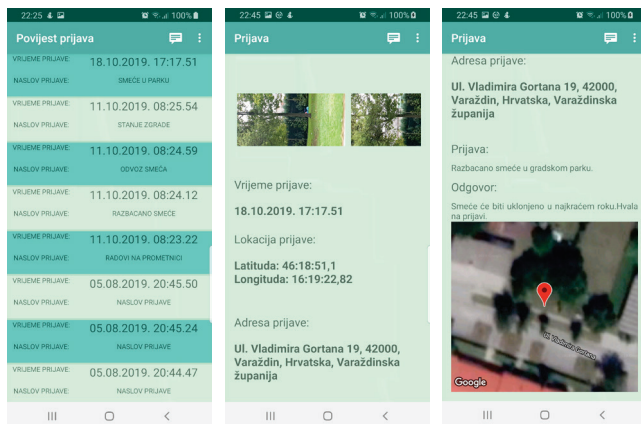 22:25
100%
Povijest prijava
VRIJEME PRIJAVE: 18.10.2019. 17:17.51
NASLOV PRIJAVE: SMEĆE U PARKU
VRIJEME PRIJAVE: 11.10.2019. 08:25.54
NASLOV PRIJAVE: STANJE ZGRADE
VRIJEME PRIJAVE: 11.10.2019. 08:24.59
NASLOV PRIJAVE: ODVOZ SMEĆA
VRIJEME PRIJAVE: 11.10.2019. 08:24.12
NASLOV PRIJAVE: RAZBACANO SMEĆE
VRIJEME PRIJAVE: 11.10.2019. 08:23.22
NASLOV PRIJAVE: RADOVI NA PROMETNICI
VRIJEME PRIJAVE: 05.08.2019. 20:45.50
NASLOV PRIJAVE: NASLOV PRIJAVE
VRIJEME PRIJAVE: 05.08.2019. 20:45.24
NASLOV PRIJAVE: NASLOV PRIJAVE
VRIJEME PRIJAVE: 05.08.2019. 20:44.47
NASLOV PRIJAVE: NASLOV PRIJAVE
22:45
100%
Prijava
Vrijeme prijave:
18.10.2019. 17:17.51
Lokacija prijave:
Latituda: 46:18:51,1
Longituda: 16:19:22,82
Adresa prijave:
Ul. Vladimira Gortana 19, 42000,
Varaždin, Hrvatska, Varaždinska
županija
22:45
100%
Prijava
Adresa prijave:
Ul. Vladimira Gortana 19, 42000,
Varaždin, Hrvatska, Varaždinska
županija
Prijava:
Razbacano smeće u gradskom parku.
Odgovor:
Smeće će biti uklonjeno u najkraćem roku.Hvala
na prijavi.
Ul. Vladimira Gortana
Google